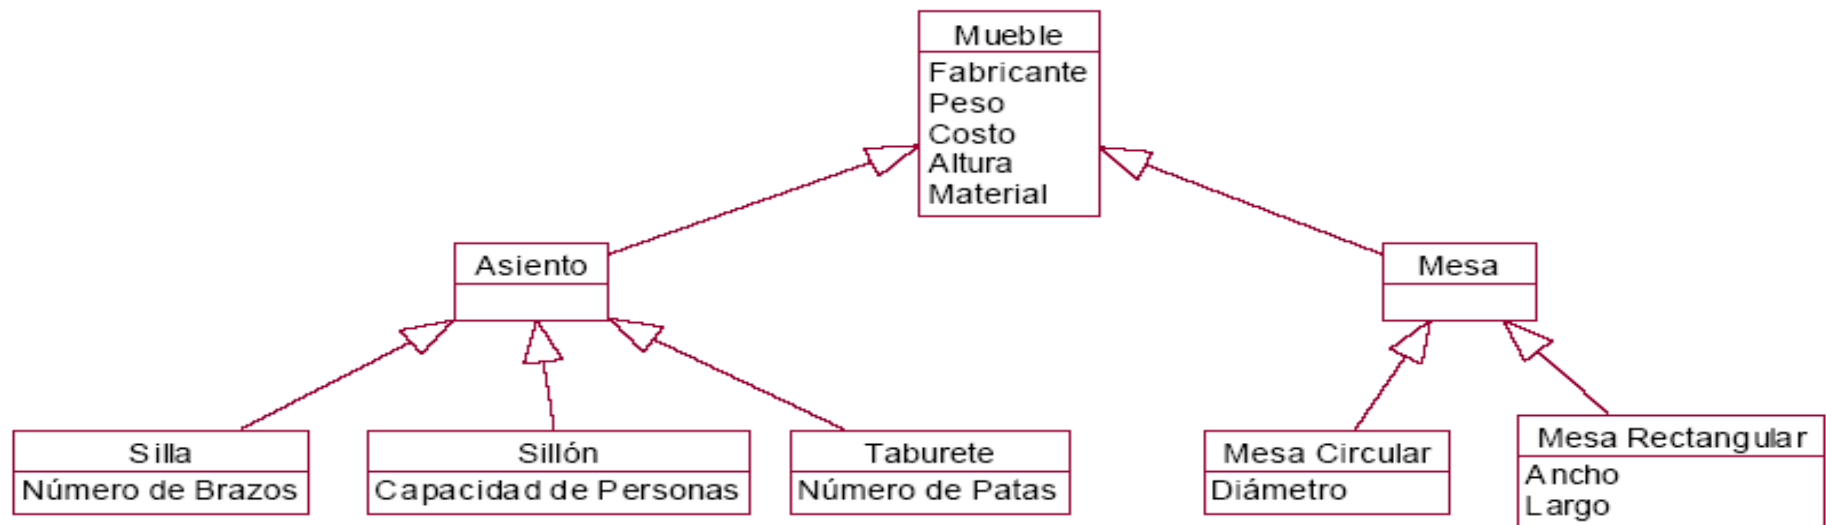 Mueble
Fabricante
Peso
Costo
Altura
Material
Asiento
Mesa
Silla
Número de Brazos
Sillón
Capacidad de Personas
Taburete
Número de Patas
Mesa Circular
Diámetro
Mesa Rectangular
Ancho
Largo